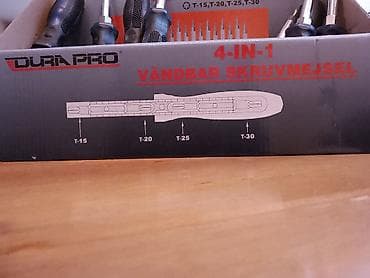 T-15,T-20,T-25,T-30
DURA PRO
4-IN-1
VÄNDBAR SKRUVMEJSEL
T-15
T-20
T-25
T-30